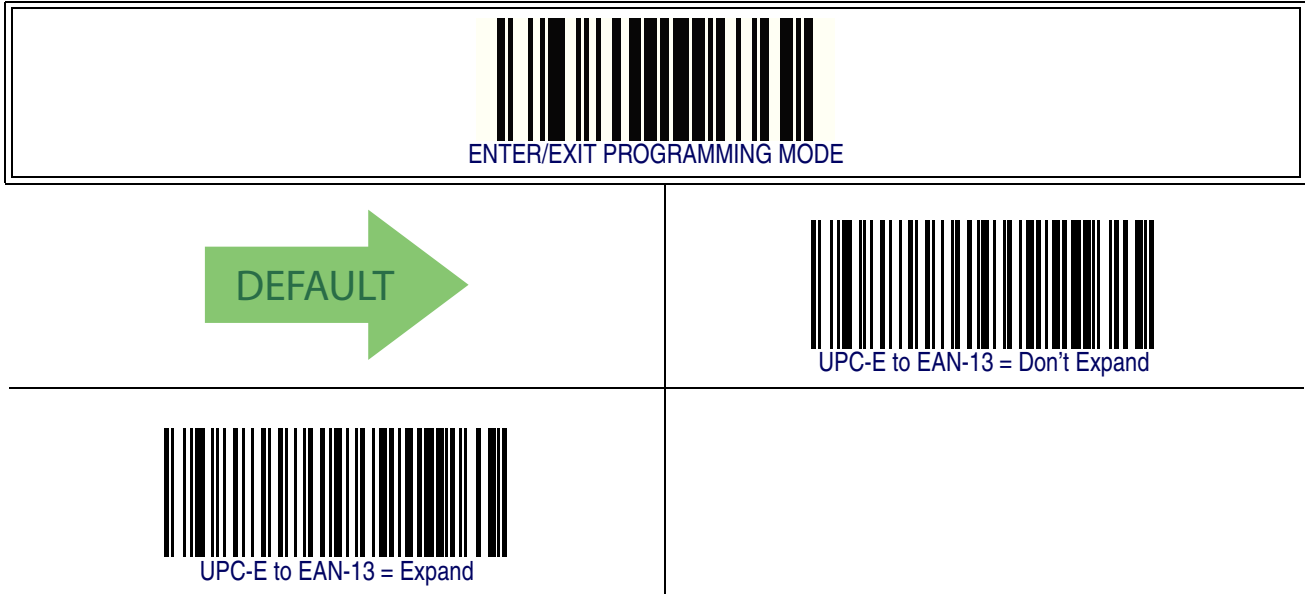 ENTER/EXIT PROGRAMMING MODE
DEFAULT
UPC-E to EAN-13 = Don't Expand
UPC-E to EAN-13 = Expand